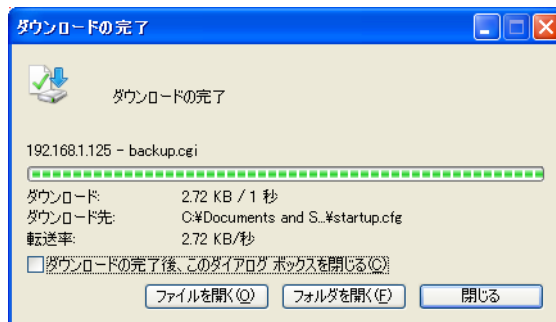 ダウンロードの完了
ダウンロードの完了
192.168.1.125 - backup.cgi
ダウンロード: 2.72 KB / 1 秒
ダウンロード先: C:¥Documents and S...¥startup.cfg
転送率: 2.72 KB/秒
ダウンロードの完了後、このダイアログ ボックスを閉じる(C)
ファイルを開く(O) フォルダを開く(F) 閉じる